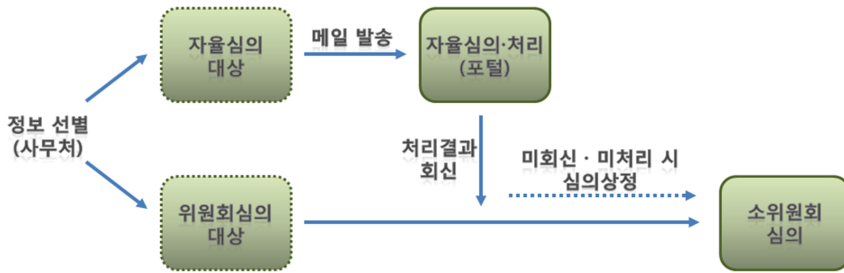 자율심의
대상
메일 발송
자율심의·처리
(포털)
정보 선별
(사무처)
처리결과
회신
미회신 · 미처리 시
심의상정
위원회심의
대상
소위원회
심의